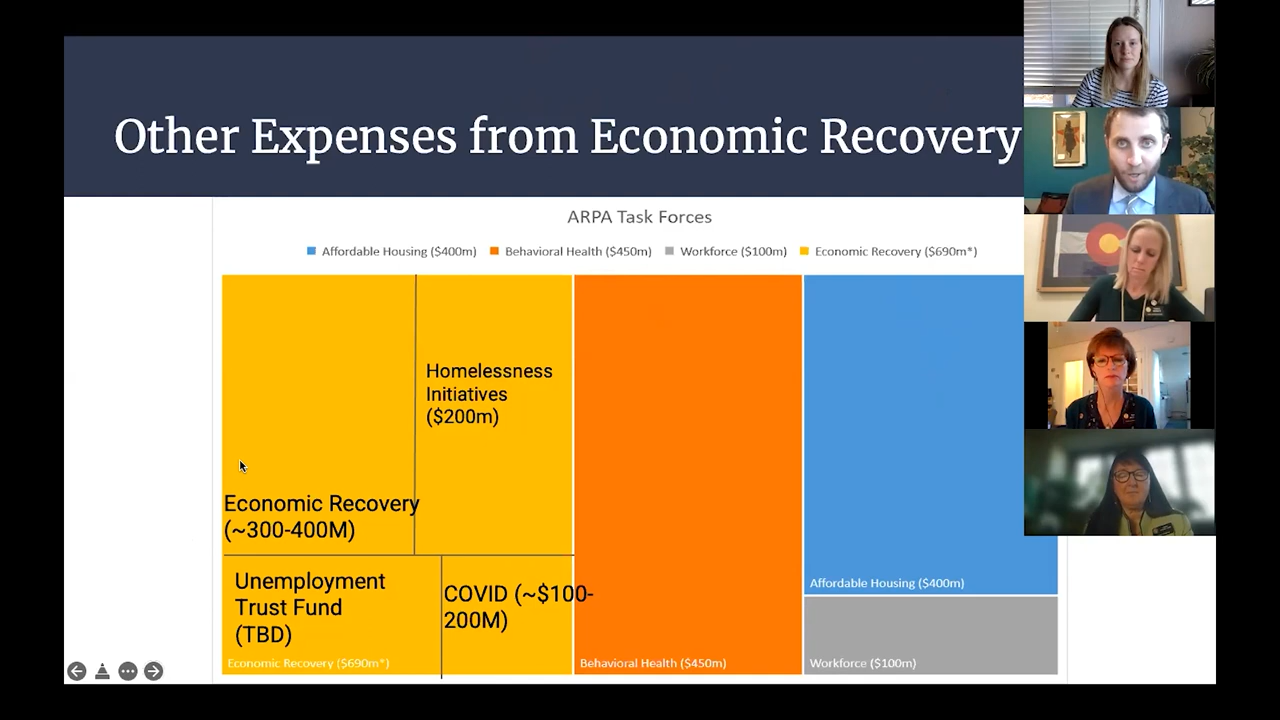 Other Expenses from Economic Recovery
ARPA Task Forces
Affordable Housing ($400m) Behavioral Health ($450m) Workforce ($100m) Economic Recovery ($690m*)
Homelessness
Initiatives
($200m)
Economic Recovery
(~300-400M)
Unemployment
Trust Fund
(TBD)
COVID (~$100-
200M)
Economic Recovery ($690m*)
Behavioral Health ($450m)
Affordable Housing ($400m)
Workforce ($100m)